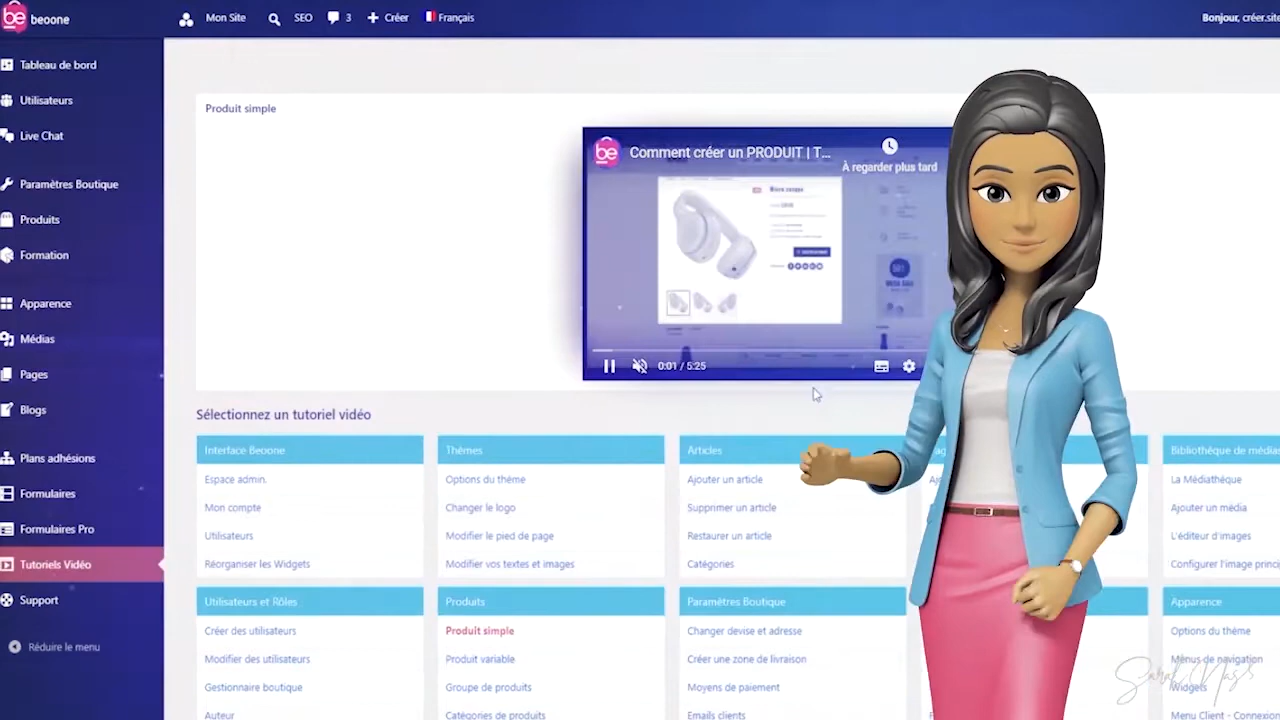 be beoone
Mon Site
SEO
3
Créer
Français
Bonjour, créer.site
Tableau de bord
Utilisateurs
Live Chat
Paramètres Boutique
Produits
Formation
Apparence
Médias
Pages
Blogs
Plans adhésions
Formulaires
Formulaires Pro
Tutoriels Vidéo
Support
Réduire le menu
Produit simple
be
Comment créer un PRODUIT | T...
À regarder plus tard
0:01 / 5:25
Sélectionnez un tutoriel vidéo
Interface Beoone
Espace admin.
Mon compte
Utilisateurs
Réorganiser les Widgets
Thèmes
Options du thème
Changer le logo
Modifier le pied de page
Modifier vos textes et images
Articles
Ajouter un article
Supprimer un article
Restaurer un article
Catégories
Bibliothèque de médias
La Médiathèque
Ajouter un média
L'éditeur d'images
Configurer l'image princi
Utilisateurs et Rôles
Créer des utilisateurs
Modifier des utilisateurs
Gestionnaire boutique
Auteur
Produits
Produit simple
Produit variable
Groupe de produits
Catégories de produits
Paramètres Boutique
Changer devise et adresse
Créer une zone de livraison
Moyens de paiement
Emails clients
Apparence
Options du thème
Menus de navigation
Widgets
Menu Client - Connexion